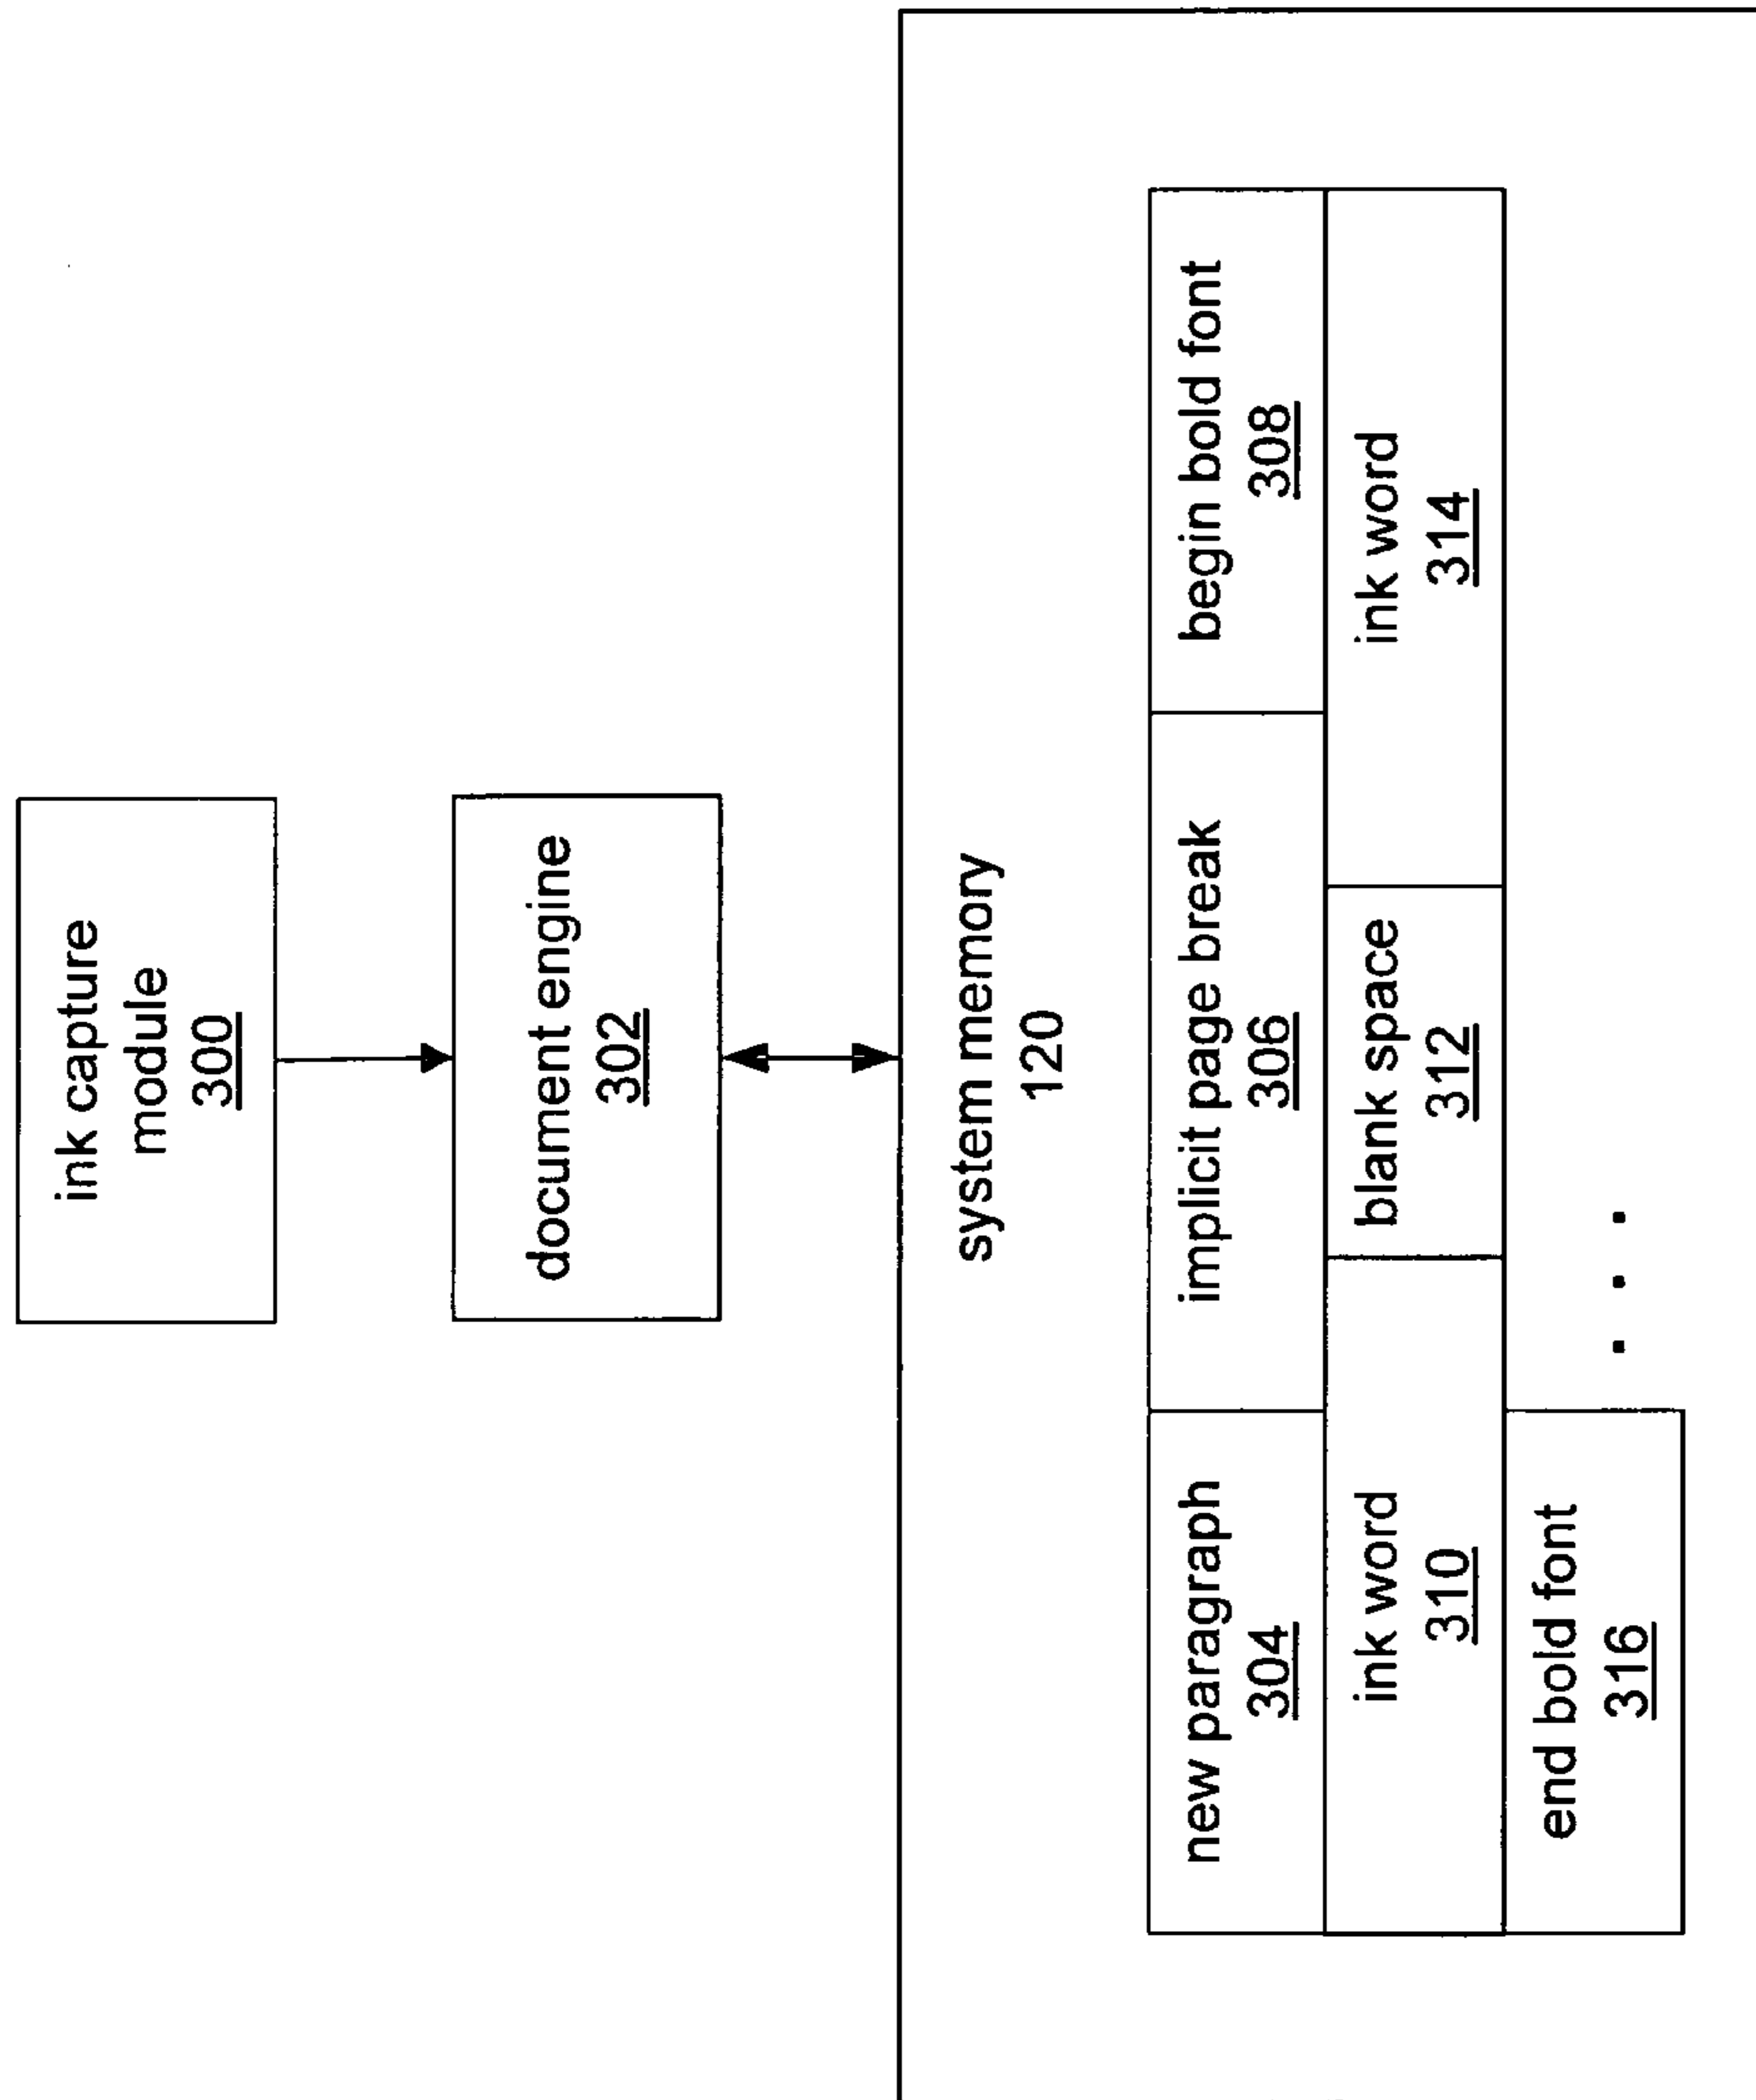 ink capture
module
300
document engine
302
system memory
120
new paragraph
304
implicit page break
306
begin bold font
308
ink word
310
blank space
312
ink word
314
end bold font
316
. . .